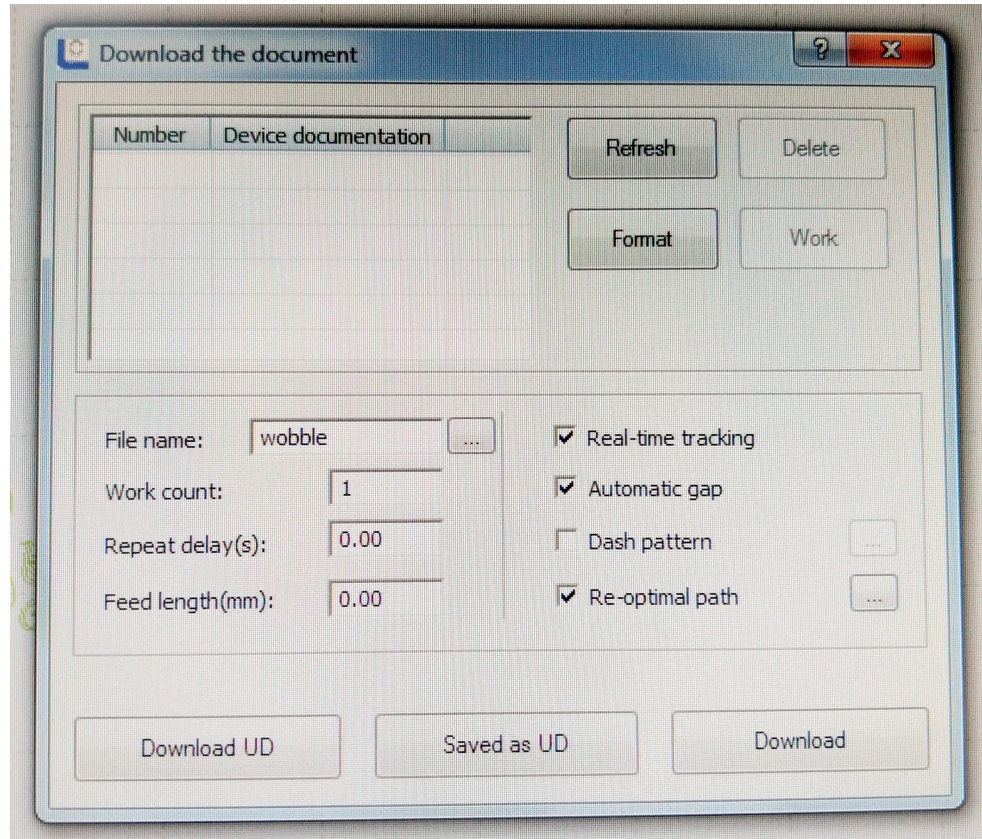 Download the document
Number Device documentation
Refresh Delete
Format Work
File name: wobble ...
Work count: 1
Repeat delay(s): 0.00
Feed length(mm): 0.00
Real-time tracking
Automatic gap
Dash pattern ...
Re-optimal path ...
Download UD Saved as UD Download